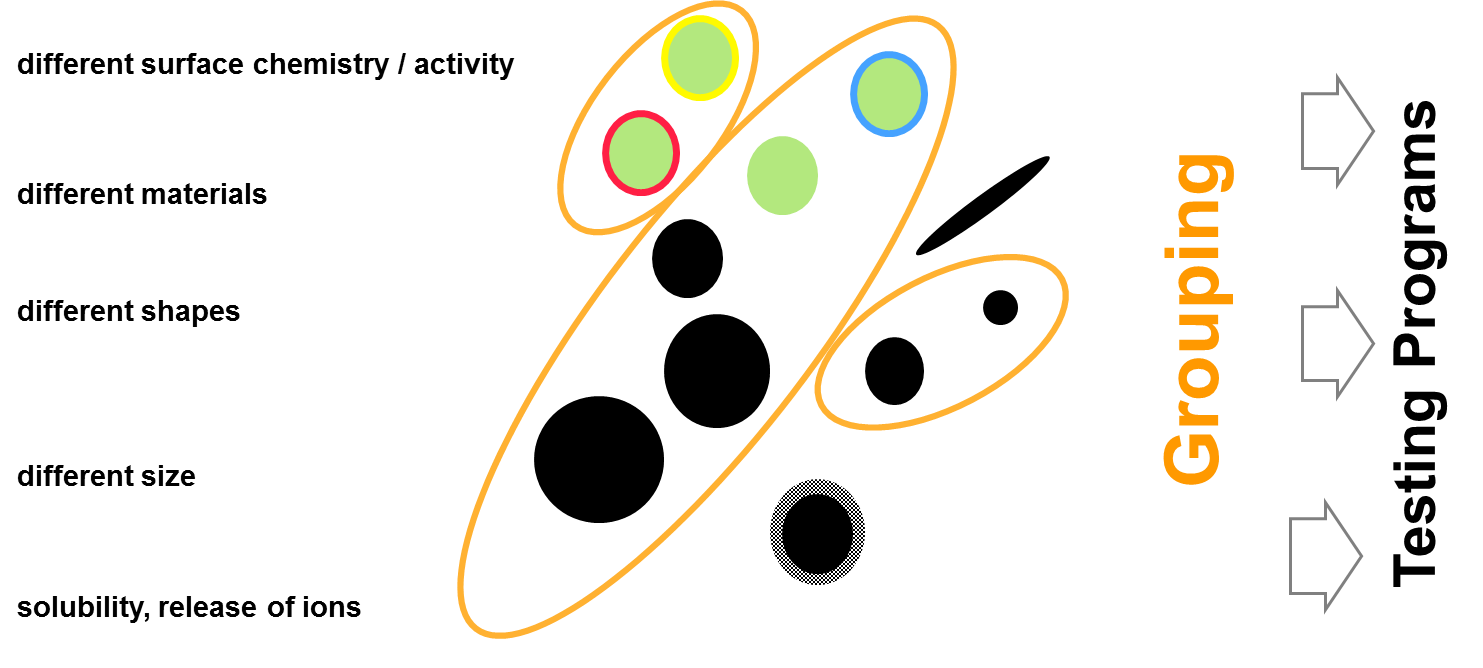 different surface chemistry / activity
different materials
different shapes
different size
solubility, release of ions
Grouping
Testing Programs